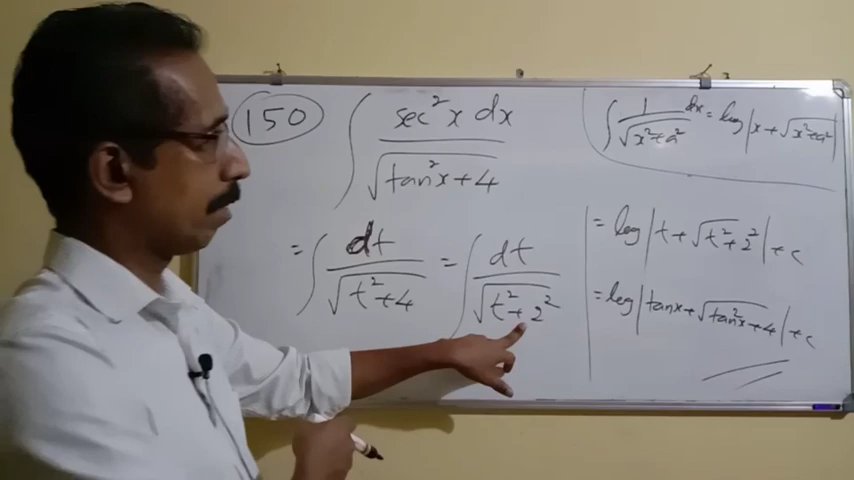 150
∫ sec²x dx / √(tan²x+4)
= ∫ dt / √(t²+4) = ∫ dt / √(t²+2²)
∫ 1/√(x²+a²) dx = log|x+√(x²+a²)|
= log|t+√(t²+2²)|+c
= log|tanx+√(tan²x+4)|+c